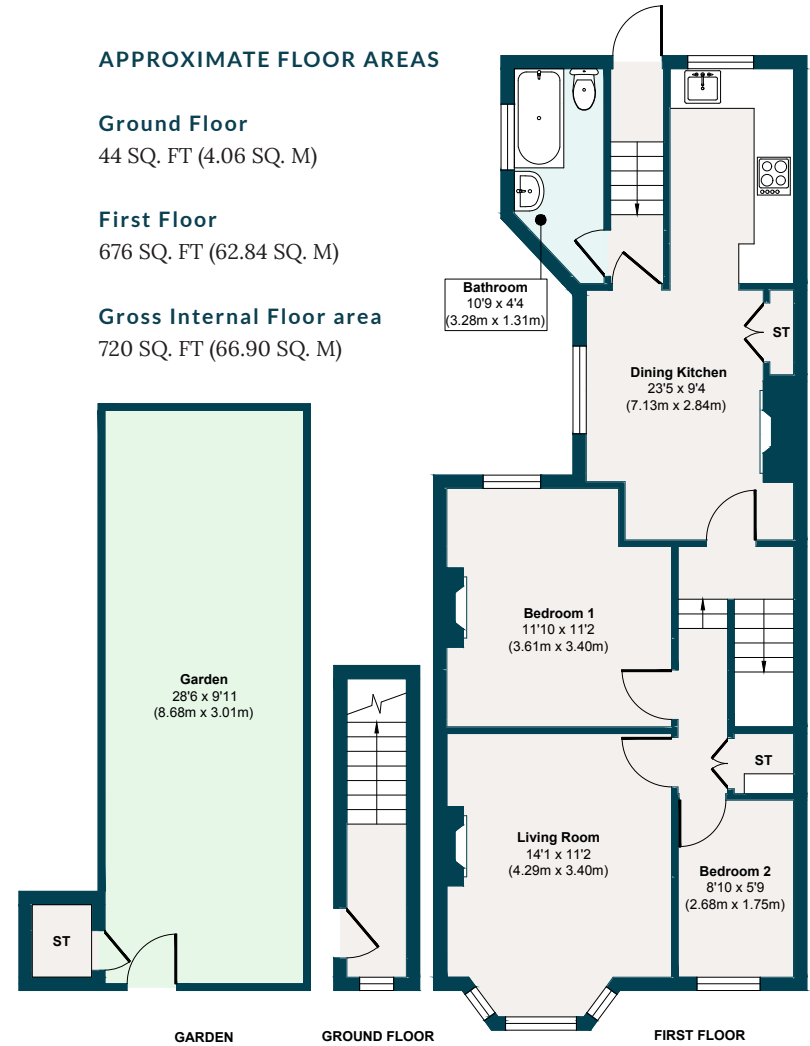 APPROXIMATE FLOOR AREAS
Ground Floor
44 SQ. FT (4.06 SQ. M)
First Floor
676 SQ. FT (62.84 SQ. M)
Gross Internal Floor area
720 SQ. FT (66.90 SQ. M)
Bathroom
10'9 x 4'4
(3.28m x 1.31m)
ST
Dining Kitchen
23'5 x 9'4
(7.13m x 2.84m)
Bedroom 1
11'10 x 11'2
(3.61m x 3.40m)
Garden
28'6 x 9'11
(8.68m x 3.01m)
ST
Living Room
14'1 x 11'2
(4.29m x 3.40m)
Bedroom 2
8'10 x 5'9
(2.68m x 1.75m)
ST
GARDEN
GROUND FLOOR
FIRST FLOOR